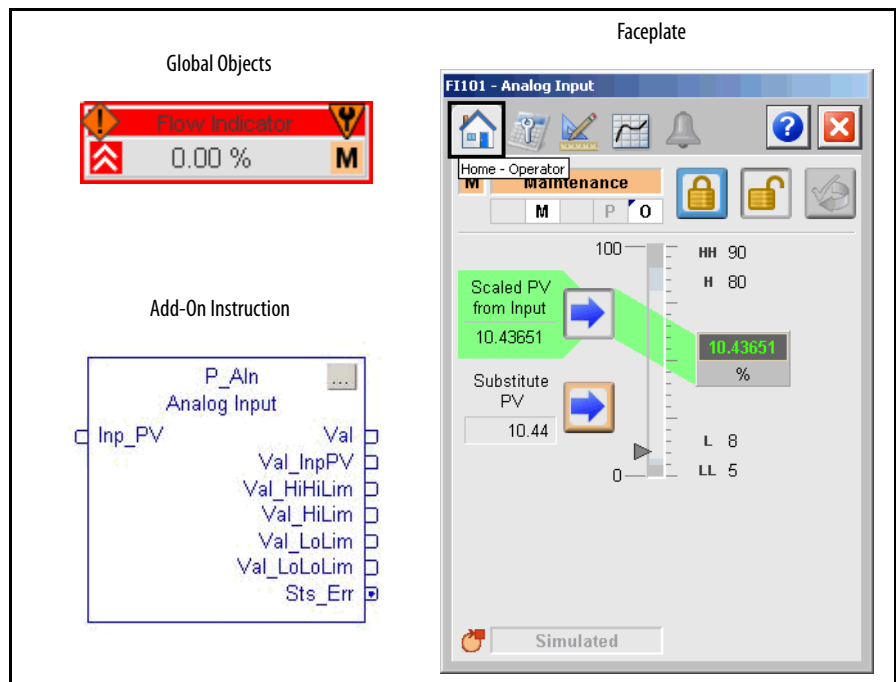 Global Objects
Flow Indicator
0.00 %
M
Add-On Instruction
P_AIn
...
Analog Input
Inp_PV
Val
Val_InpPV
Val_HiHiLim
Val_HiLim
Val_LoLim
Val_LoLoLim
Sts_Err
Faceplate
FI101 - Analog Input
?
Home - Operator
M Maintenance
M P O
100
HH 90
H 80
Scaled PV
from Input
10.43651
10.43651
%
Substitute
PV
10.44
L 8
0
LL 5
Simulated